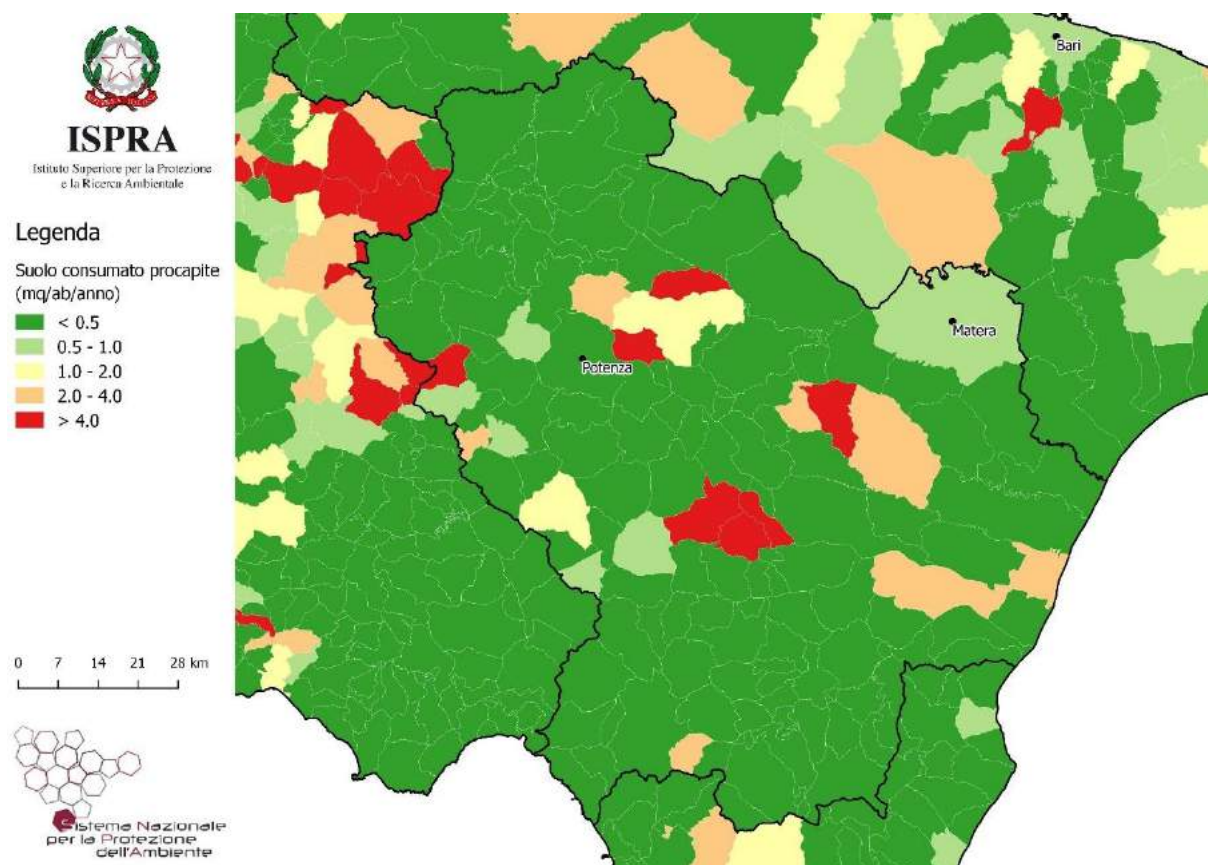 ISPRA
Istituto Superiore per la Protezione
e la Ricerca Ambientale
Legenda
Suolo consumato procapite
(mq/ab/anno)
< 0.5
0.5 - 1.0
1.0 - 2.0
2.0 - 4.0
> 4.0
0 7 14 21 28 km
Sistema Nazionale
per la Protezione
dell'Ambiente
Bari
Matera
Potenza